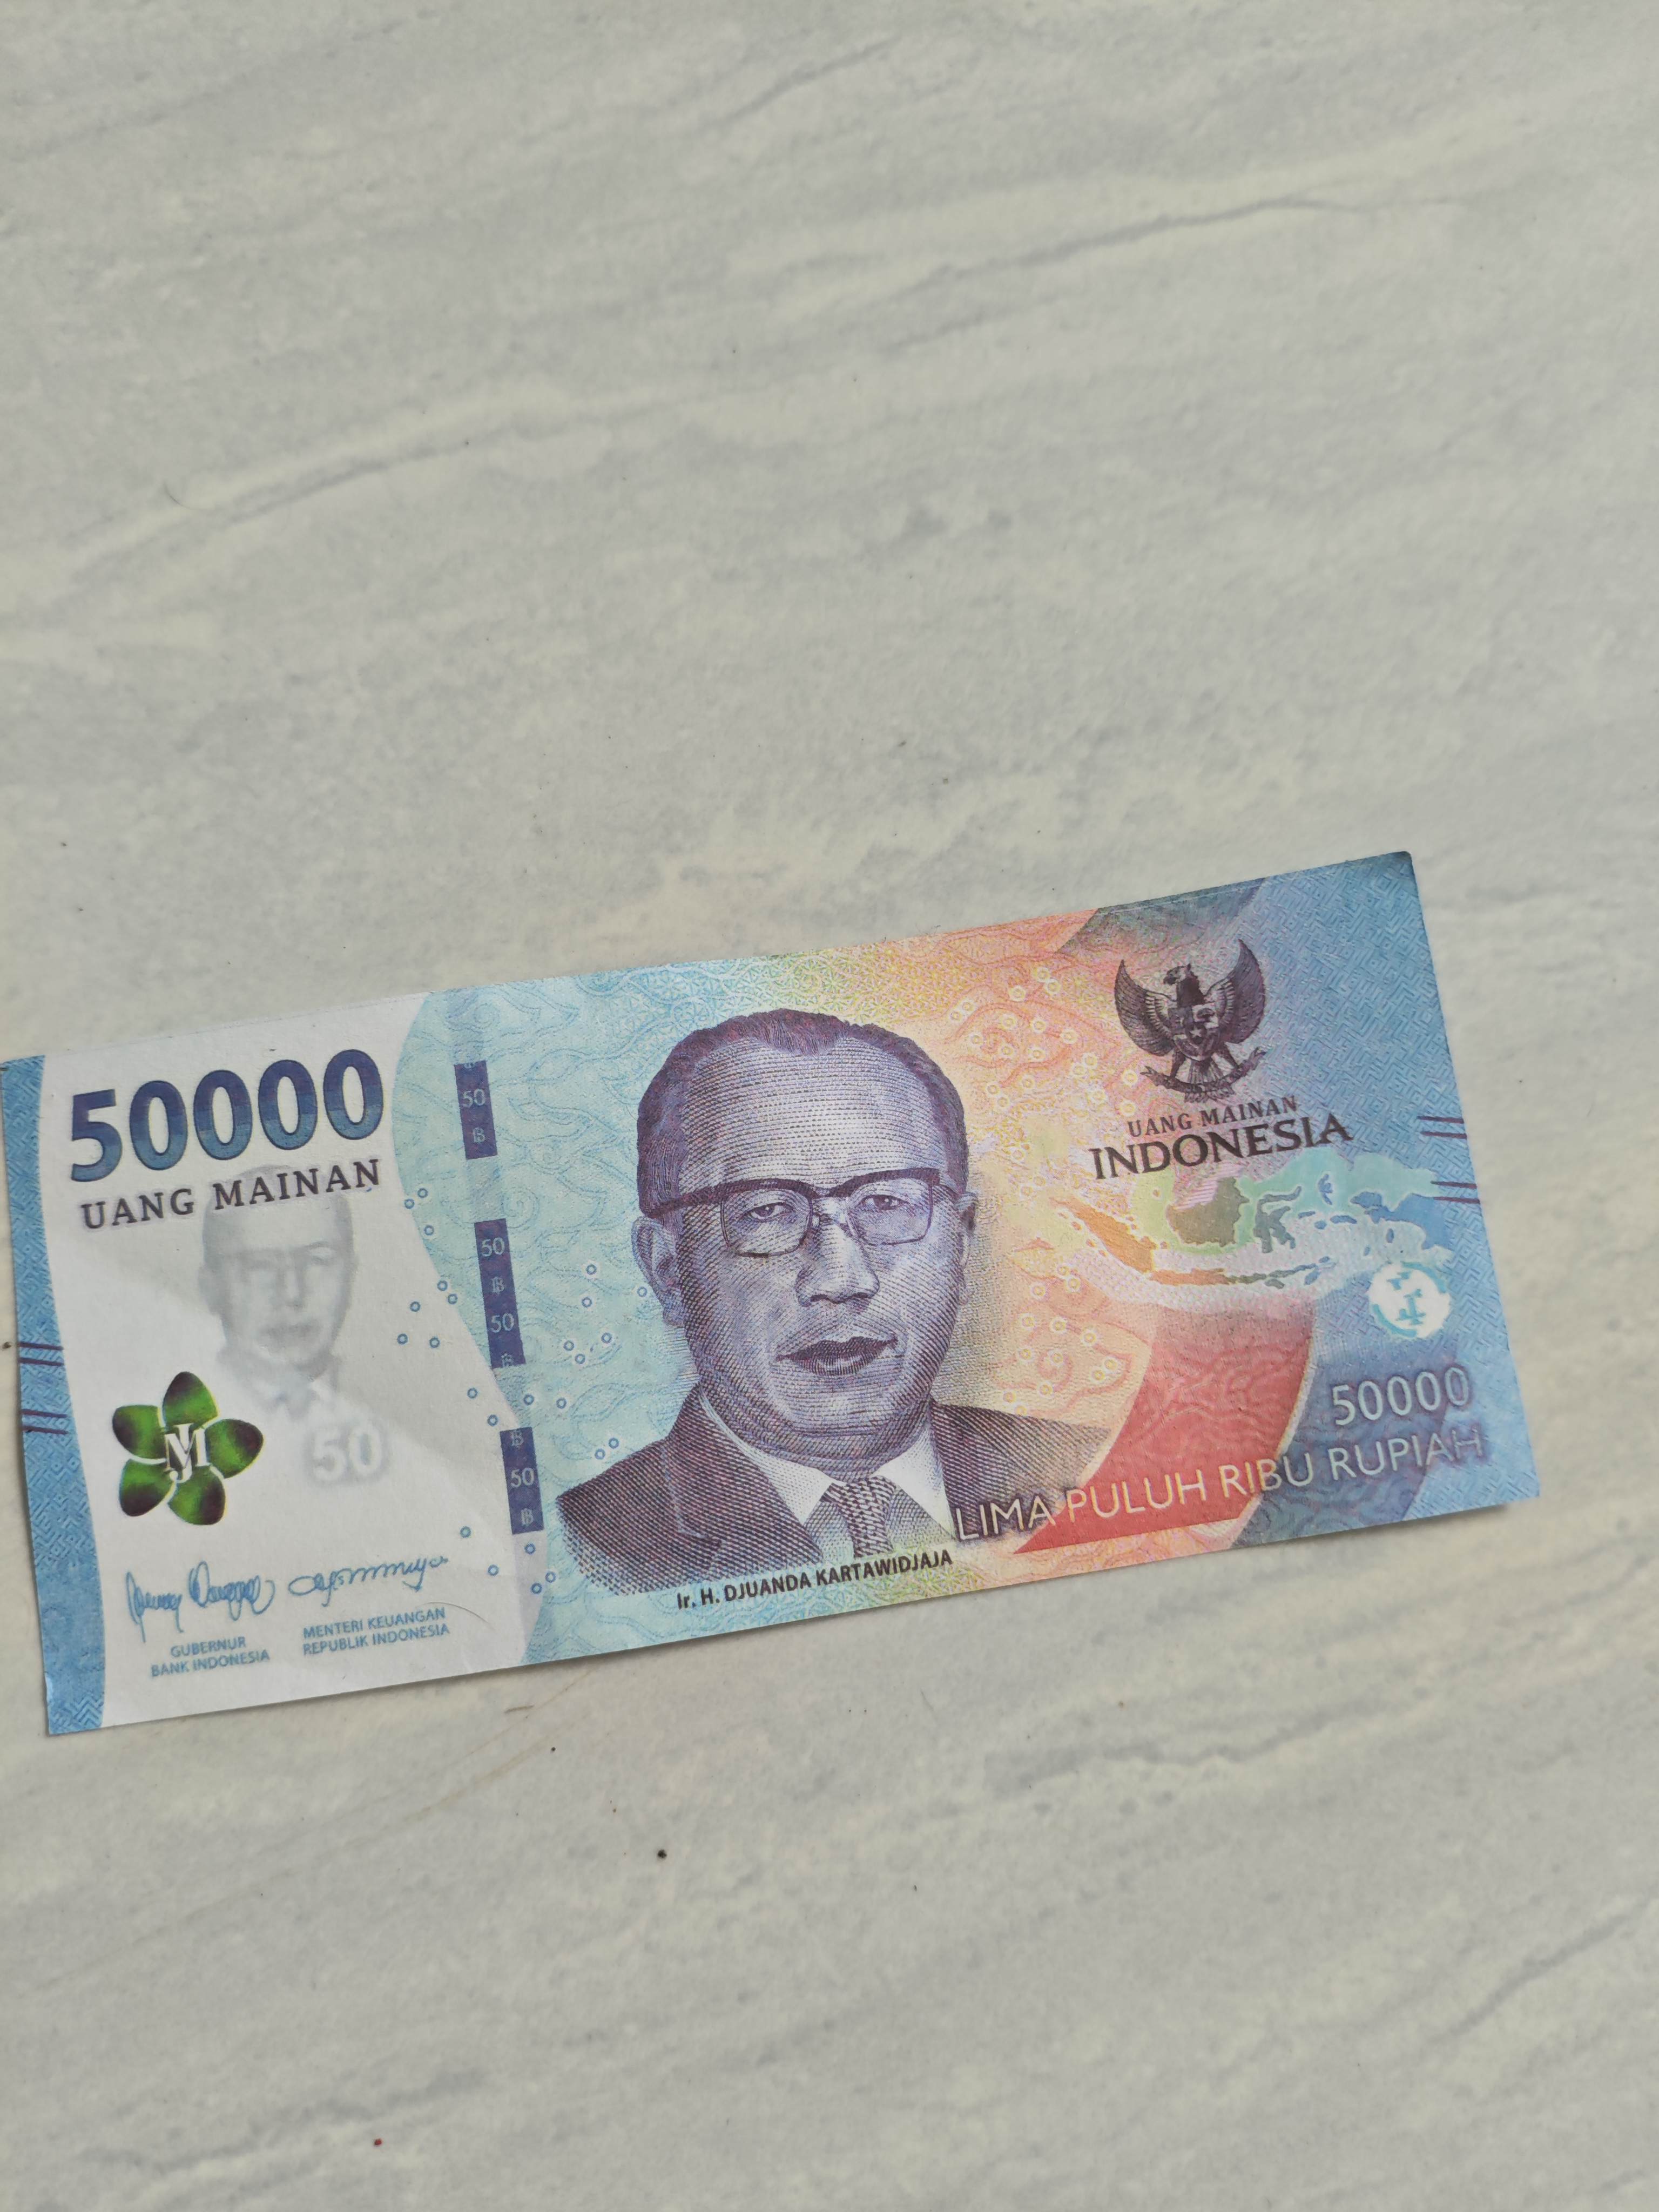 50000
UANG MAINAN
50
50
50
50
50
JM
GUBERNUR
BANK INDONESIA
MENTERI KEUANGAN
REPUBLIK INDONESIA
Ir. H. DJUANDA KARTAWIDJAJA
UANG MAINAN
INDONESIA
50000
LIMA PULUH RIBU RUPIAH